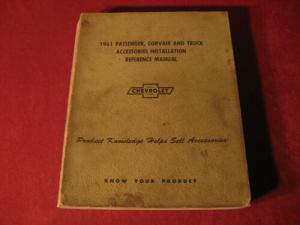 1961 PASSENGER, CORVAIR AND TRUCK
ACCESSORIES INSTALLATION
REFERENCE MANUAL
CHEVROLET
Product Knowledge Helps Sell Accessories
KNOW YOUR PRODUCT